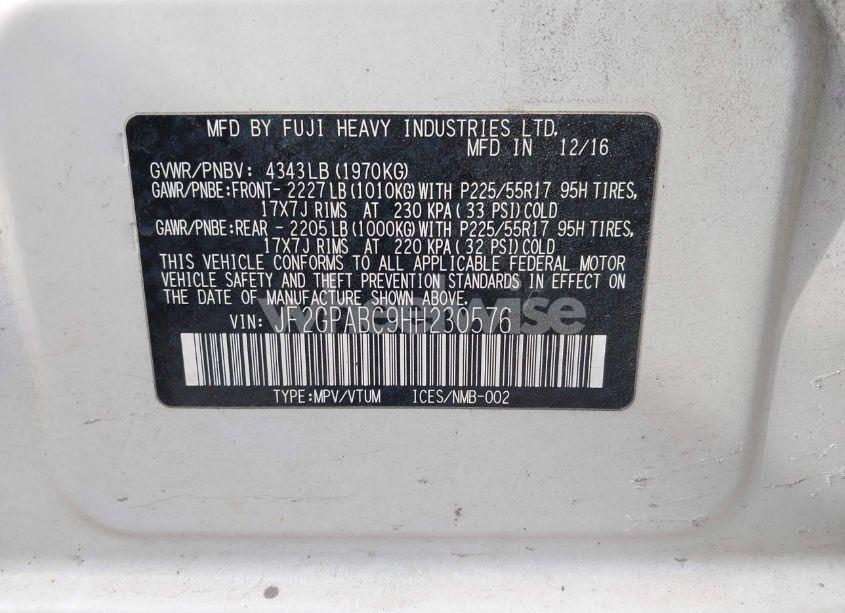 MFD BY FUJI HEAVY INDUSTRIES LTD.
MFD IN 12/16
GVWR/PNBV: 4343LB (1970KG)
GAWR/PNBE:FRONT- 2227LB (1010KG) WITH P225/55R17 95H TIRES,
17X7J RIMS AT 230 KPA( 33 PSI) COLD
GAWR/PNBE:REAR - 2205LB (1000KG) WITH P225/55R17 95H TIRES,
17X7J RIMS AT 220 KPA( 32 PSI) COLD
THIS VEHICLE CONFORMS TO ALL APPLICABLE FEDERAL MOTOR
VEHICLE SAFETY AND THEFT PREVENTION STANDARDS IN EFFECT ON
THE DATE OF MANUFACTURE SHOWN ABOVE.
VIN: JF2GPABC9HH230576
TYPE:MPV/VTUM ICES/NMB-002